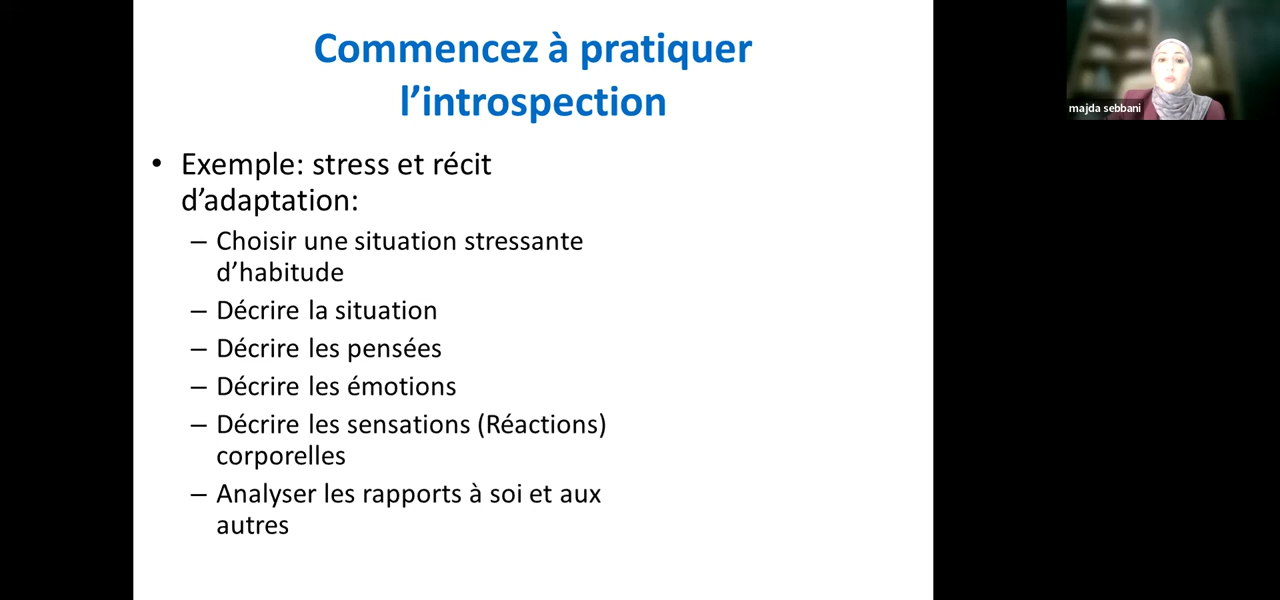 Commencez à pratiquer
l’introspection
• Exemple: stress et récit
d’adaptation:
– Choisir une situation stressante
d’habitude
– Décrire la situation
– Décrire les pensées
– Décrire les émotions
– Décrire les sensations (Réactions)
corporelles
– Analyser les rapports à soi et aux
autres
majda sebbani